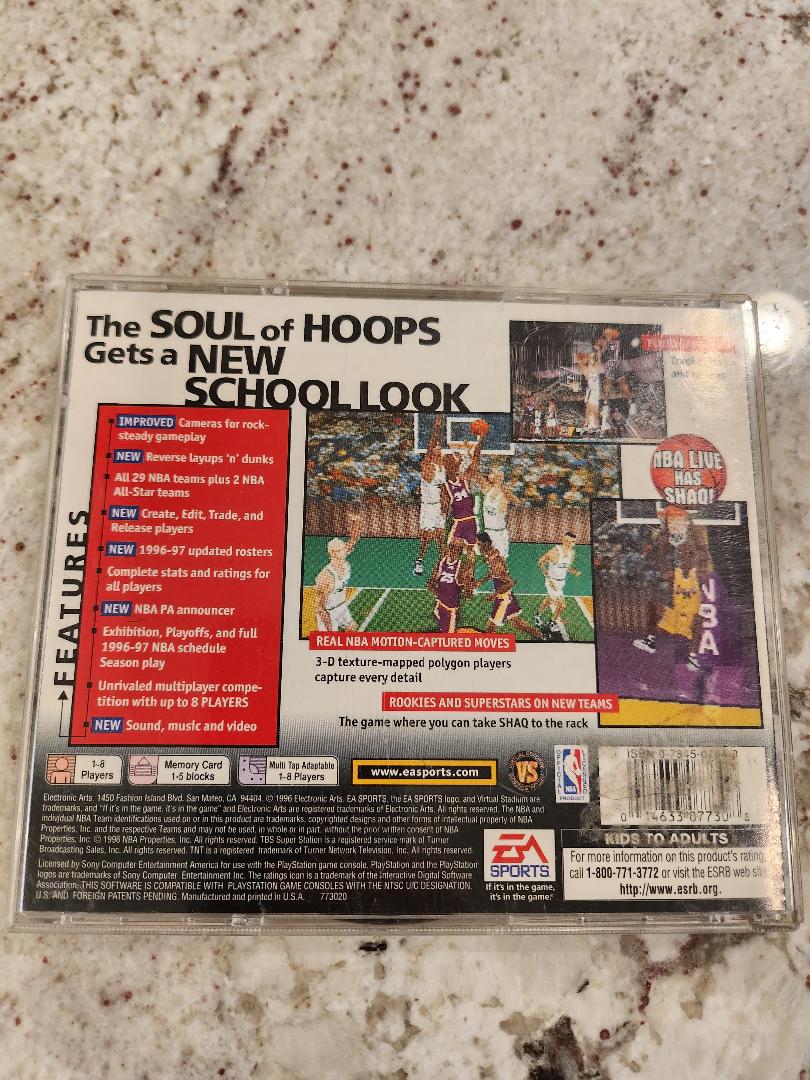 The SOUL of HOOPS
Gets a NEW
SCHOOL LOOK
FEATURES
IMPROVED Cameras for rock-
steady gameplay
NEW Reverse layups 'n' dunks
All 29 NBA teams plus 2 NBA
All-Star teams
NEW Create, Edit, Trade, and
Release players
NEW 1996-97 updated rosters
Complete stats and ratings for
all players
NEW NBA PA announcer
Exhibition, Playoffs, and full
1996-97 NBA schedule
Season play
Unrivaled multiplayer compe-
tition with up to 8 PLAYERS
NEW Sound, music and video
NBA LIVE
HAS
SHAQ!
34
25
NBA
REAL NBA MOTION-CAPTURED MOVES
3-D texture-mapped polygon players
capture every detail
ROOKIES AND SUPERSTARS ON NEW TEAMS
The game where you can take SHAQ to the rack
1-8
Players
Memory Card
1-5 blocks
Multi Tap Adaptable
1-8 Players
www.easports.com
VS
OFFICIAL
LICENSED
NBA
PRODUCT
Electronic Arts, 1450 Fashion Island Blvd. San Mateo, CA 94404. © 1996 Electronic Arts. EA SPORTS, the EA SPORTS logo, and Virtual Stadium are
trademarks, and "If it's in the game, it's in the game" and Electronic Arts are registered trademarks of Electronic Arts. All rights reserved. The NBA and
individual NBA Team identifications used on or in this product are trademarks, copyrighted designs and other forms of intellectual property of NBA
Properties, Inc. and the respective Teams and may not be used, in whole or in part, without the prior written consent of NBA
Properties, Inc. © 1996 NBA Properties, Inc. All rights reserved. TBS Super Station is a registered service mark of Turner
Broadcasting Sales, Inc. All rights reserved. TNT is a registered trademark of Turner Network Television, Inc. All rights reserved.
Licensed by Sony Computer Entertainment America for use with the PlayStation game console. PlayStation and the PlayStation
logos are trademarks of Sony Computer Entertainment Inc. The ratings icon is a trademark of the Interactive Digital Software
Association. THIS SOFTWARE IS COMPATIBLE WITH PLAYSTATION GAME CONSOLES WITH THE NTSC U/C DESIGNATION.
U.S. AND FOREIGN PATENTS PENDING. Manufactured and printed in U.S.A. 773020
EA
SPORTS
If it's in the game,
it's in the game.
0 14633 07730 8
KIDS TO ADULTS
For more information on this product's rating
call 1-800-771-3772 or visit the ESRB web
http://www.esrb.org.